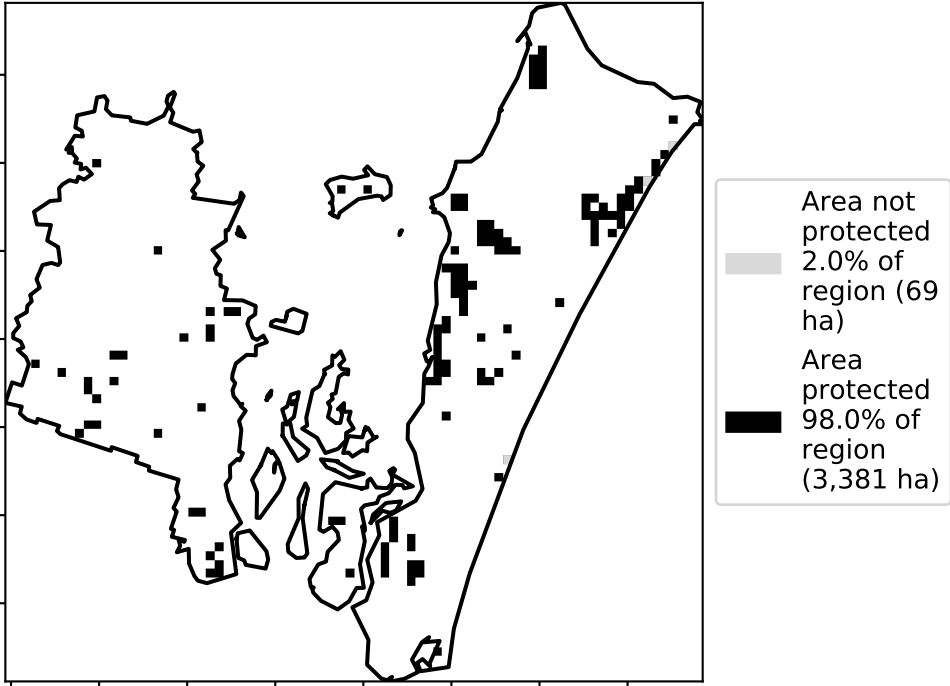 Area not
protected
2.0% of
region (69
ha)
Area
protected
98.0% of
region
(3,381 ha)